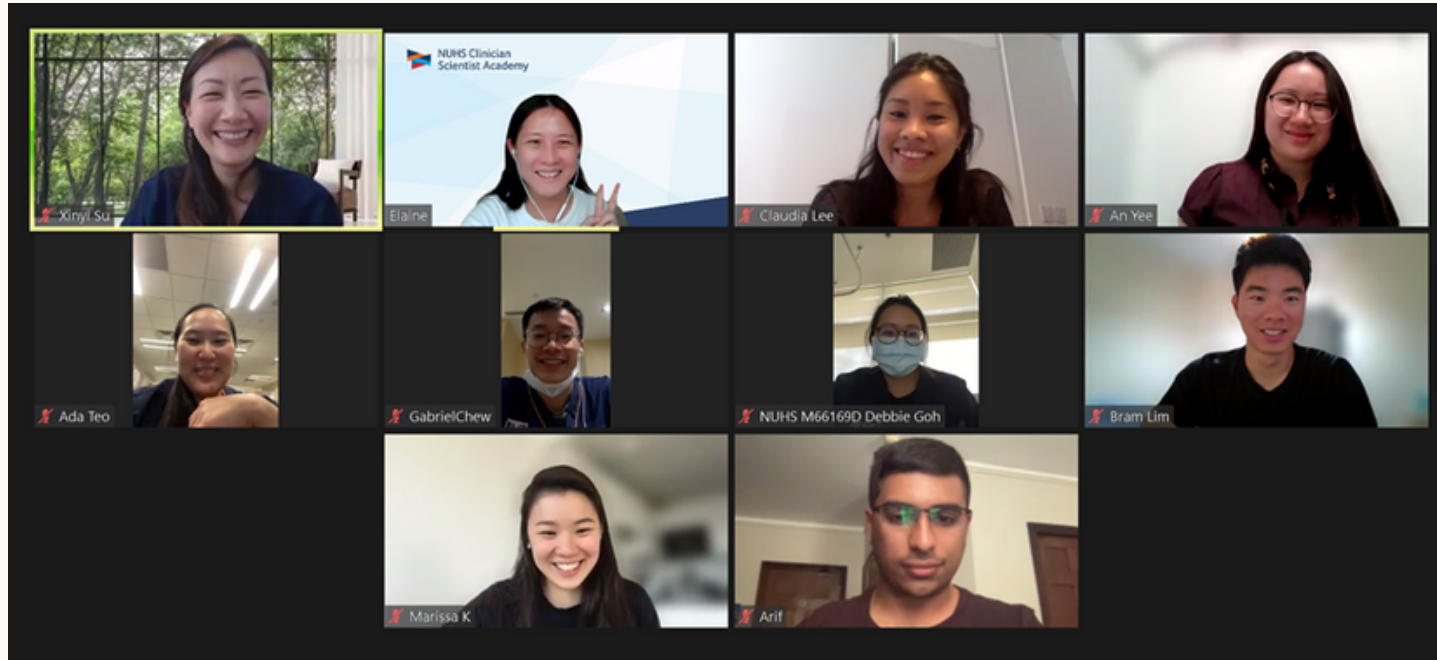 NUHS Clinician
Scientist Academy
Xinyi Su
Elaine
Claudia Lee
An Yee
Ada Teo
GabrielChew
NUHS M66169D Debbie Goh
Bram Lim
Marissa K
Arif